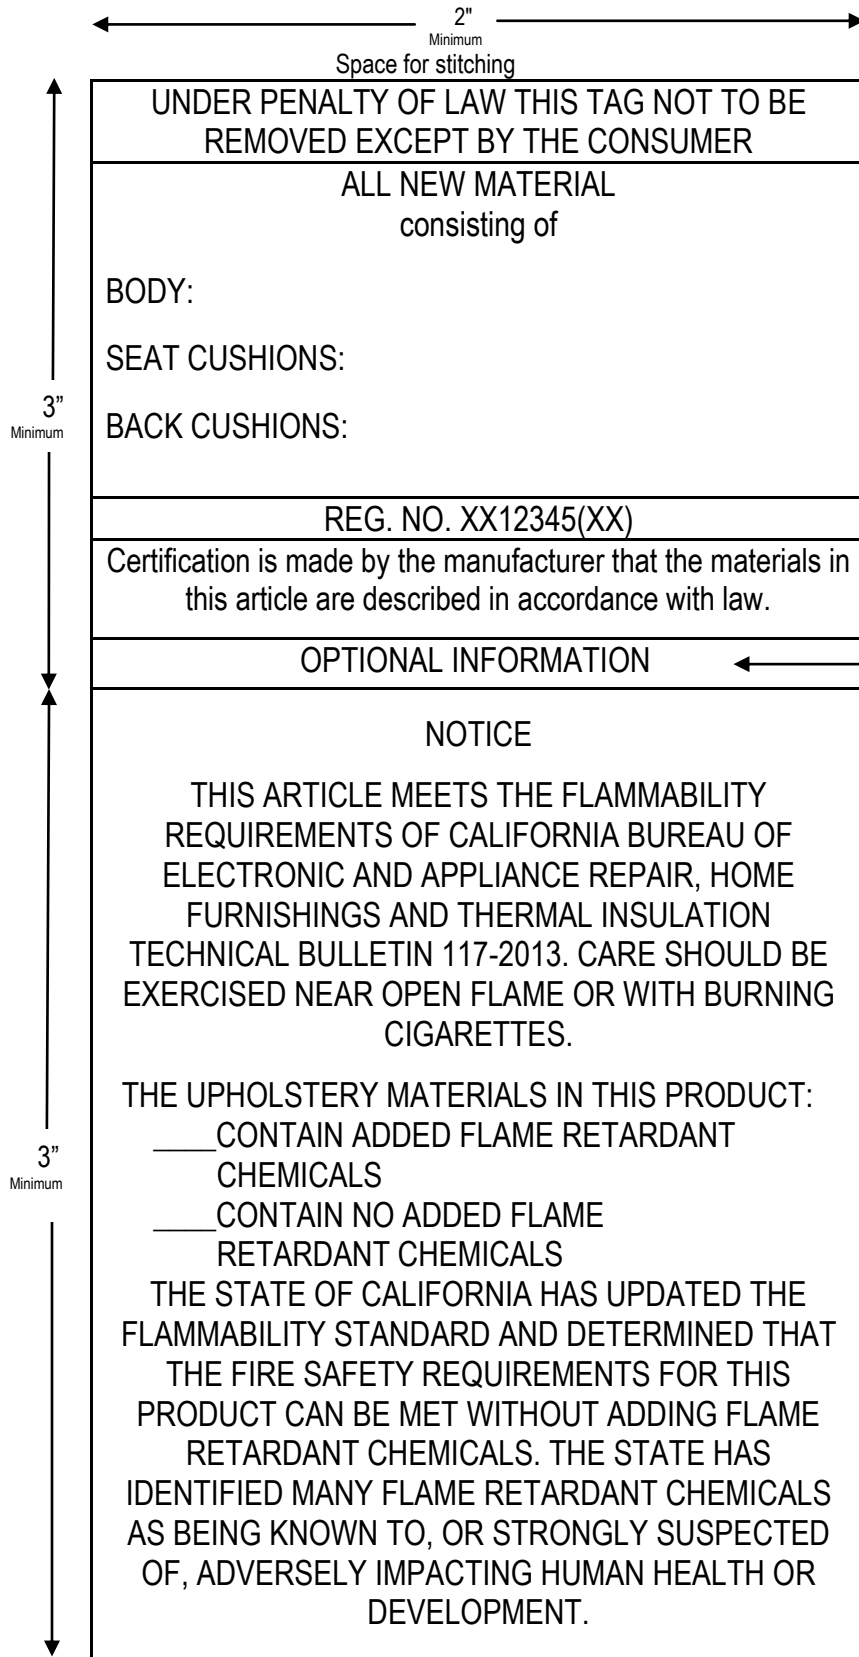 2"
Minimum
Space for stitching
UNDER PENALTY OF LAW THIS TAG NOT TO BE
REMOVED EXCEPT BY THE CONSUMER
ALL NEW MATERIAL
consisting of
BODY:
SEAT CUSHIONS:
3”
Minimum
BACK CUSHIONS:
REG. NO. XX12345(XX)
Certification is made by the manufacturer that the materials in
this article are described in accordance with law.
OPTIONAL INFORMATION
NOTICE
THIS ARTICLE MEETS THE FLAMMABILITY
REQUIREMENTS OF CALIFORNIA BUREAU OF
ELECTRONIC AND APPLIANCE REPAIR, HOME
FURNISHINGS AND THERMAL INSULATION
TECHNICAL BULLETIN 117-2013. CARE SHOULD BE
EXERCISED NEAR OPEN FLAME OR WITH BURNING
CIGARETTES.
THE UPHOLSTERY MATERIALS IN THIS PRODUCT:
____CONTAIN ADDED FLAME RETARDANT
CHEMICALS
3”
Minimum
____CONTAIN NO ADDED FLAME
RETARDANT CHEMICALS
THE STATE OF CALIFORNIA HAS UPDATED THE
FLAMMABILITY STANDARD AND DETERMINED THAT
THE FIRE SAFETY REQUIREMENTS FOR THIS
PRODUCT CAN BE MET WITHOUT ADDING FLAME
RETARDANT CHEMICALS. THE STATE HAS
IDENTIFIED MANY FLAME RETARDANT CHEMICALS
AS BEING KNOWN TO, OR STRONGLY SUSPECTED
OF, ADVERSELY IMPACTING HUMAN HEALTH OR
DEVELOPMENT.